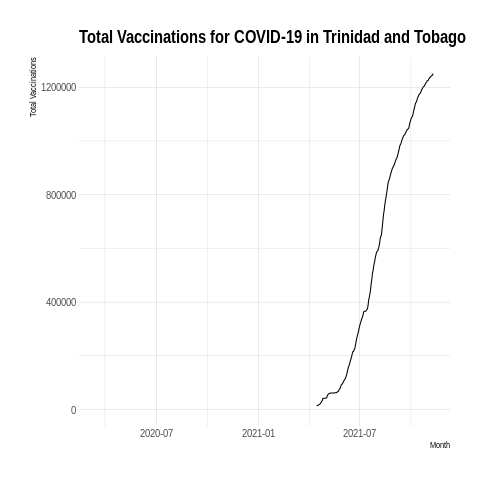 Total Vaccinations for COVID-19 in Trinidad and Tobago
Total Vaccinations
1200000
800000
400000
0
2020-07 2021-01 2021-07
Month